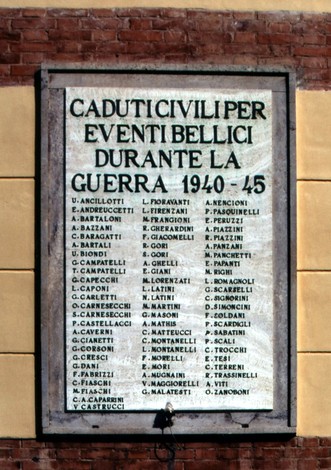 CADUTI CIVILI PER
EVENTI BELLICI
DURANTE LA
GUERRA 1940-45
U. ANCILLOTTI
E. ANDREUCCETTI
A. BARTALONI
A. BAZZANI
C. BARAGATTI
A. BARTALI
U. BIONDI
G. CAMPATELLI
T. CAMPATELLI
G. CAPECCHI
L. CAPONI
G. CARLETTI
O. CARNESECCHI
S. CARNESECCHI
P. CASTELLACCI
A. CAVERNI
G. CIANETTI
G. CORSONI
G. CRESCI
G. DANI
F. FABRIZZI
C. FIASCHI
M. FIASCHI
C.A. CAPARRINI
V. CASTRUCCI
L. FIORAVANTI
L. FIRENZANI
M. FRANGIONI
R. GHERARDINI
F. GIACOMELLI
R. GORI
F. GORI
A. GHELLI
E. GIANI
M. LORENZATI
L. LATINI
N. LATINI
M. MARTINI
G. MASONI
A. MATHIS
C. MATTEUCCI
C. MONTANELLI
L. MONTANELLI
F. MORELLI
E. MORI
A. MUGNAINI
V. MAGGIORELLI
G. MALATESTI
A. NENCIONI
P. PASQUINELLI
E. PERUZZI
A. PIAZZINI
R. PIAZZINI
A. PANZANI
M. PANCHETTI
E. PAPANTI
M. RIGHI
L. ROMAGNOLI
G. SCARSELLI
C. SIGNORINI
D. SIMONCINI
F. SOLDANI
P. SCARDIGLI
P. SABATINI
P. SCALI
C. TROCCHI
E. TESI
C. TERRENI
R. TRASSINELLI
A. VITI
O. ZANOBONI